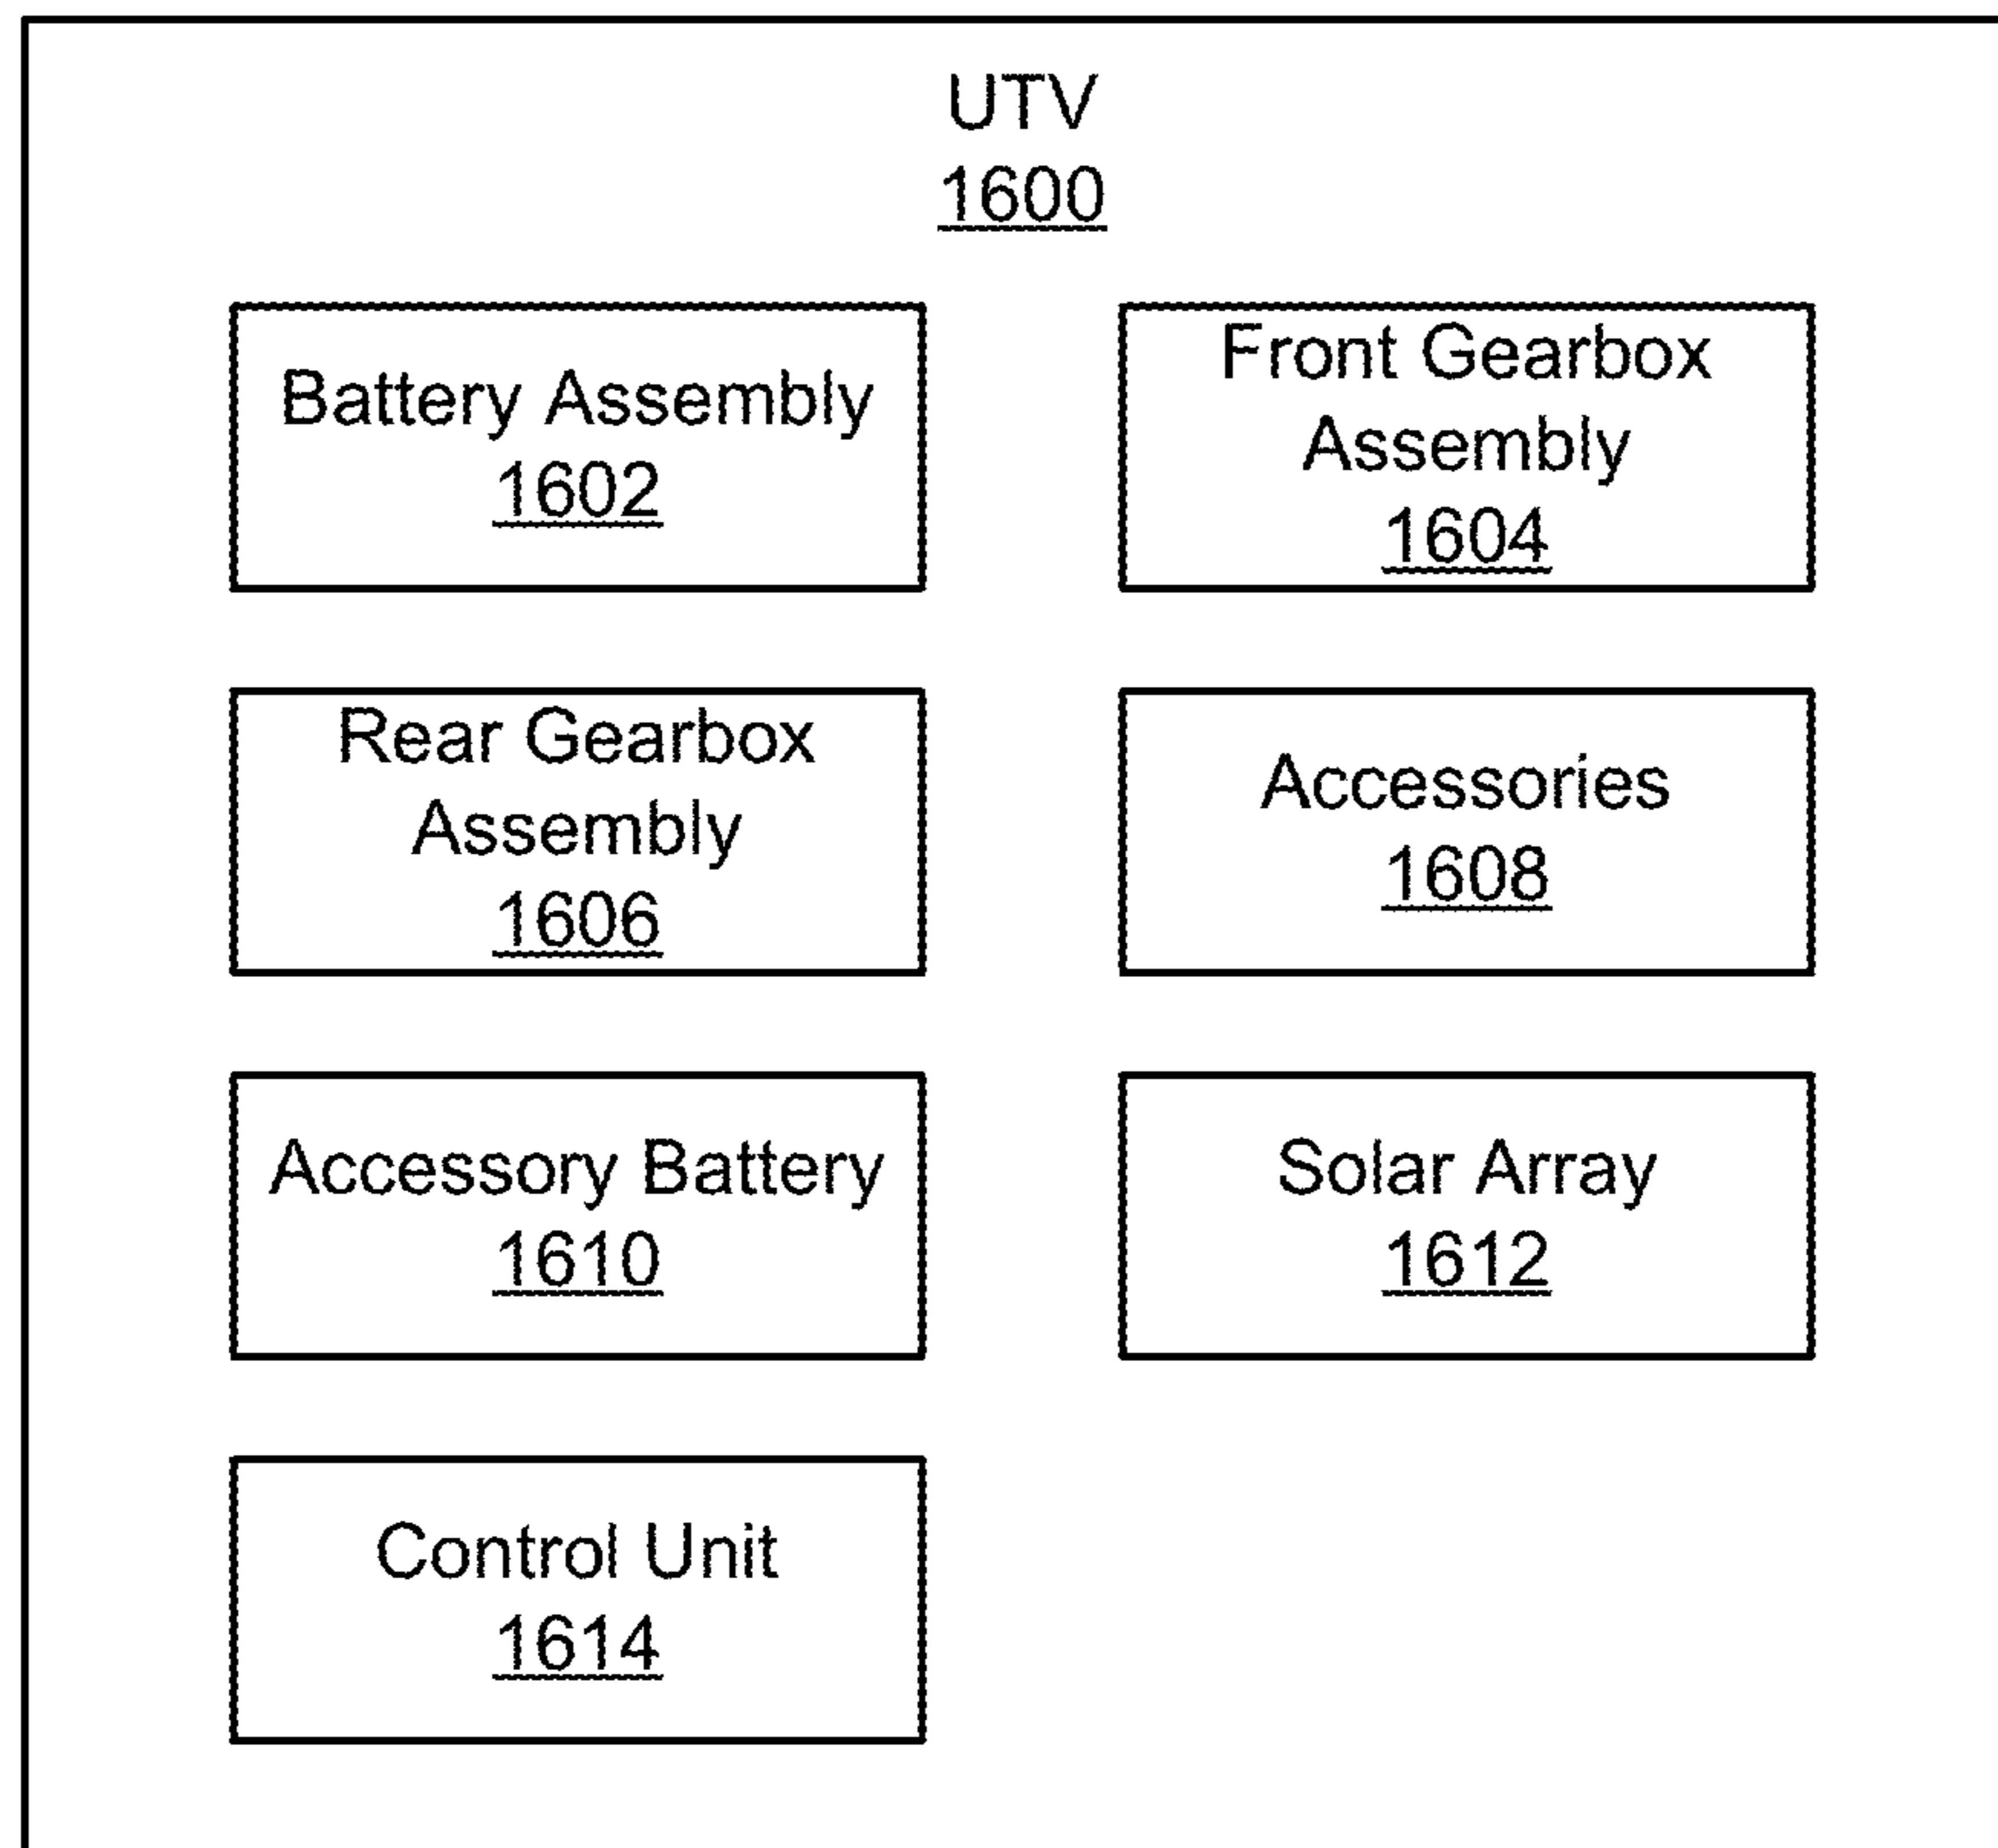 UTV
1600
Battery Assembly
1602
Front Gearbox
Assembly
1604
Rear Gearbox
Assembly
1606
Accessories
1608
Accessory Battery
1610
Solar Array
1612
Control Unit
1614